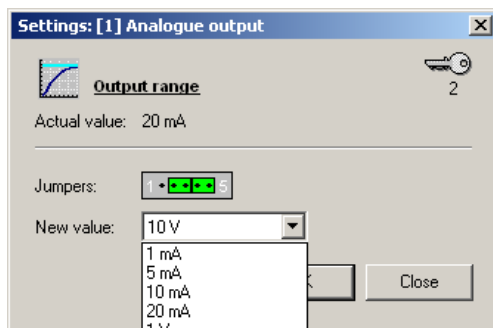 Settings: [1] Analogue output
Output range
2
Actual value: 20 mA
Jumpers: 1 5
New value: 10 V
1 mA
5 mA
10 mA
20 mA
Close